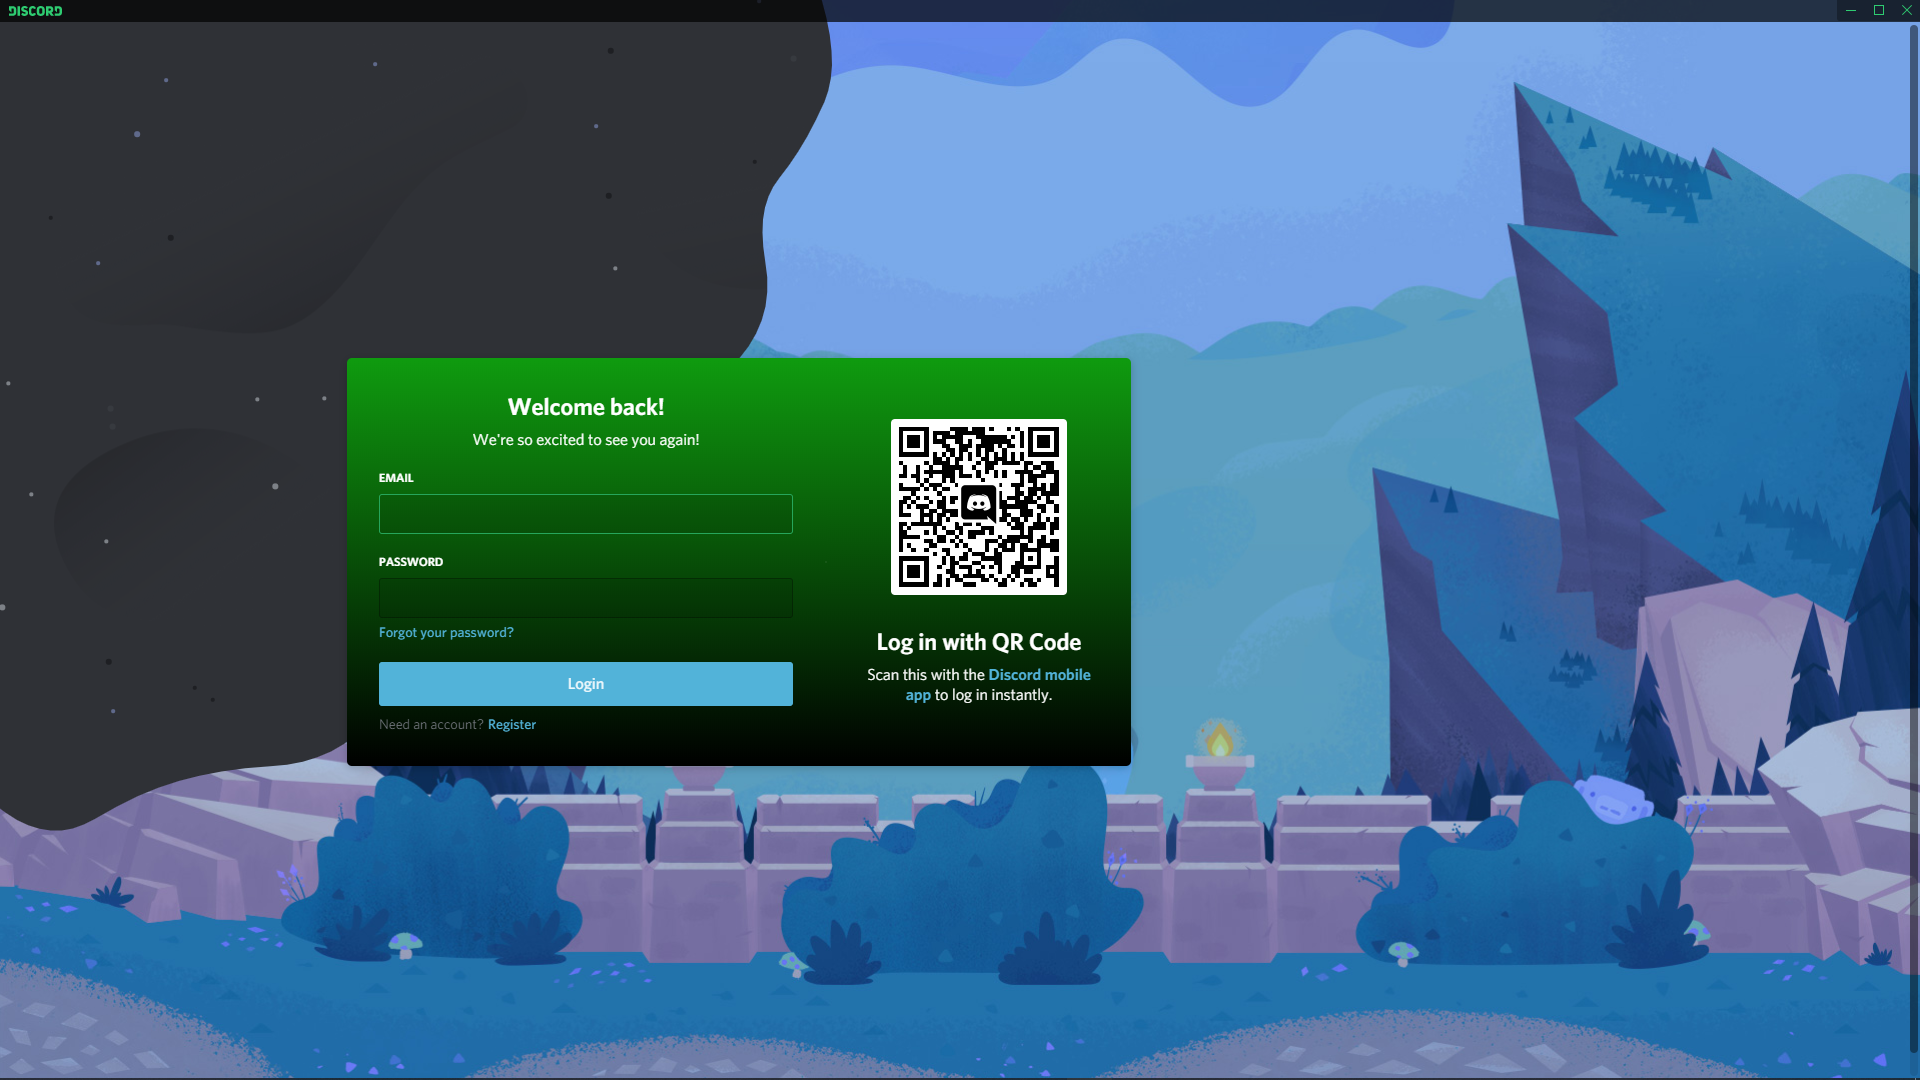 DISCORD
Welcome back!
We're so excited to see you again!
EMAIL
PASSWORD
Forgot your password?
Login
Need an account? Register
Log in with QR Code
Scan this with the Discord mobile
app to log in instantly.